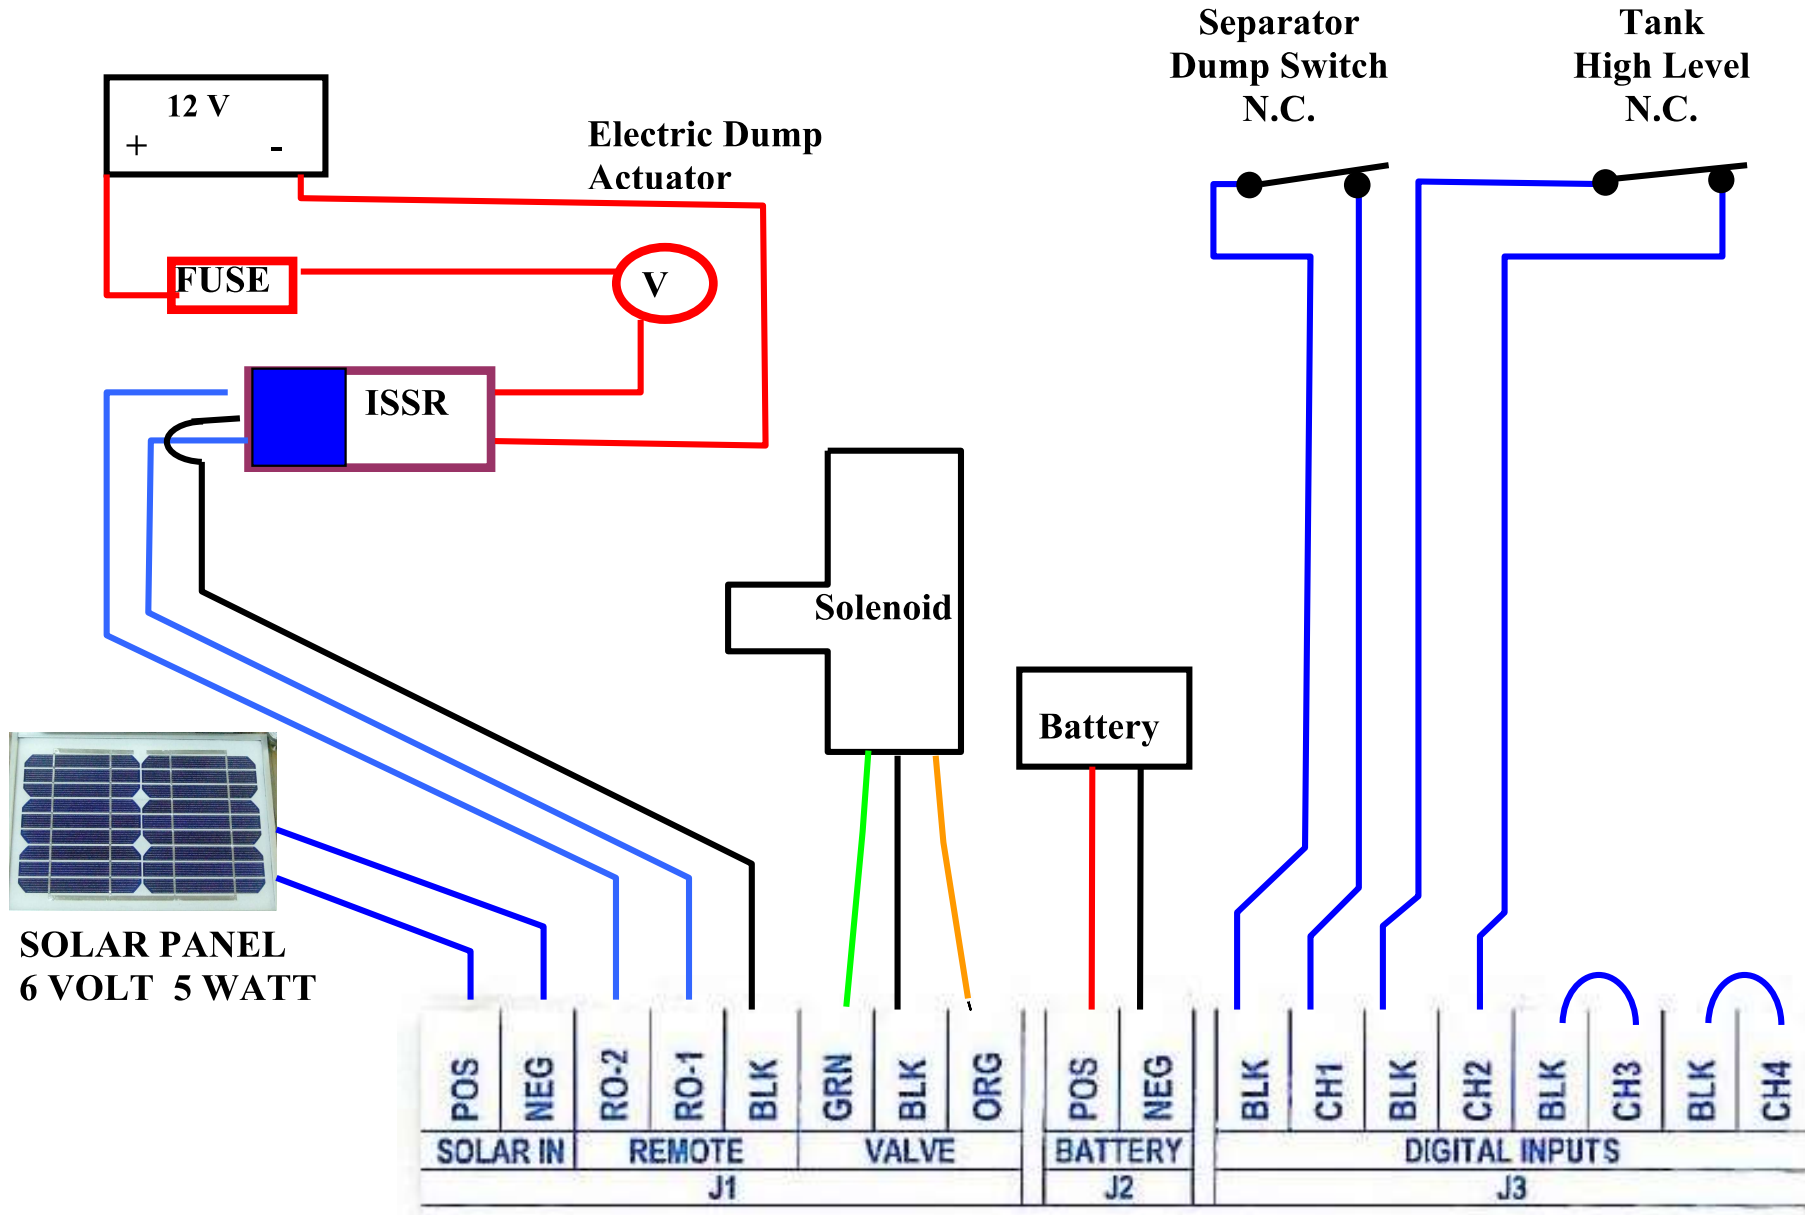 Separator
Dump Switch
N.C.
Tank
High Level
N.C.
12 V
+ -
Electric Dump
Actuator
FUSE
V
ISSR
Solenoid
Battery
SOLAR PANEL
6 VOLT 5 WATT
POS NEG RO-2 RO-1 BLK GRN BLK ORG POS NEG BLK CH1 BLK CH2 BLK CH3 BLK CH4
SOLAR IN REMOTE VALVE BATTERY DIGITAL INPUTS
J1 J2 J3